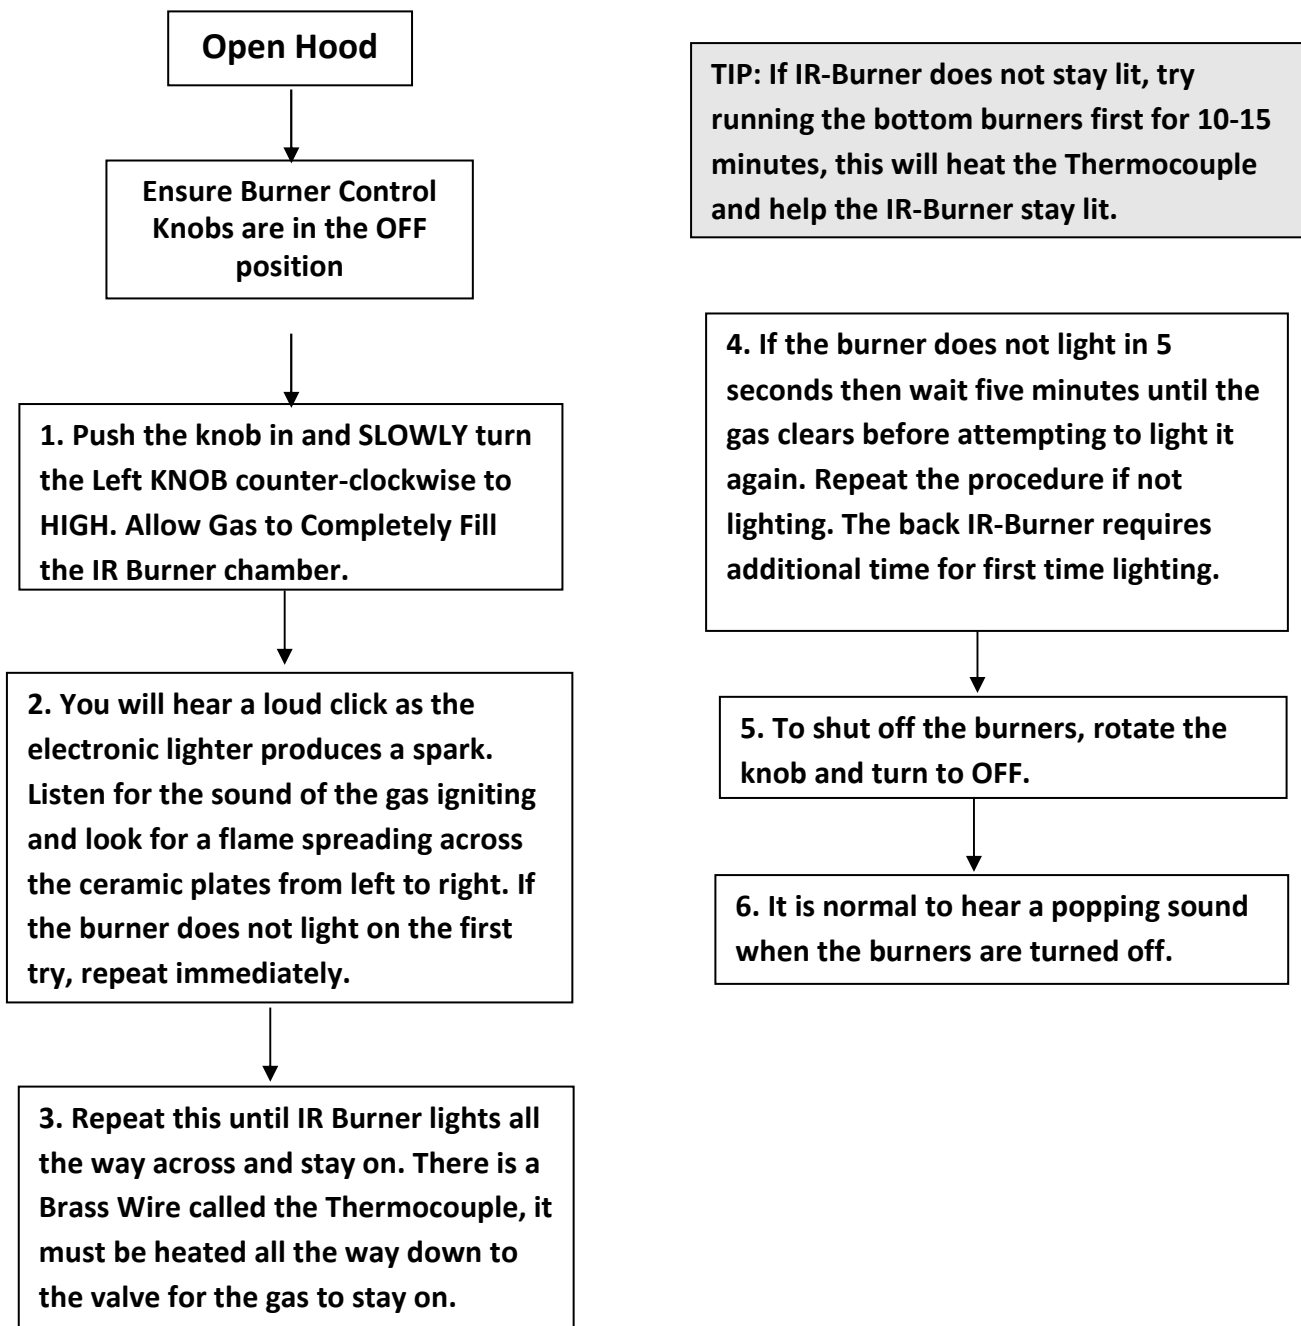 Open Hood
Ensure Burner Control
Knobs are in the OFF
position
1. Push the knob in and SLOWLY turn
the Left KNOB counter-clockwise to
HIGH. Allow Gas to Completely Fill
the IR Burner chamber.
2. You will hear a loud click as the
electronic lighter produces a spark.
Listen for the sound of the gas igniting
and look for a flame spreading across
the ceramic plates from left to right. If
the burner does not light on the first
try, repeat immediately.
3. Repeat this until IR Burner lights all
the way across and stay on. There is a
Brass Wire called the Thermocouple, it
must be heated all the way down to
the valve for the gas to stay on.
TIP: If IR-Burner does not stay lit, try
running the bottom burners first for 10-15
minutes, this will heat the Thermocouple
and help the IR-Burner stay lit.
4. If the burner does not light in 5
seconds then wait five minutes until the
gas clears before attempting to light it
again. Repeat the procedure if not
lighting. The back IR-Burner requires
additional time for first time lighting.
5. To shut off the burners, rotate the
knob and turn to OFF.
6. It is normal to hear a popping sound
when the burners are turned off.